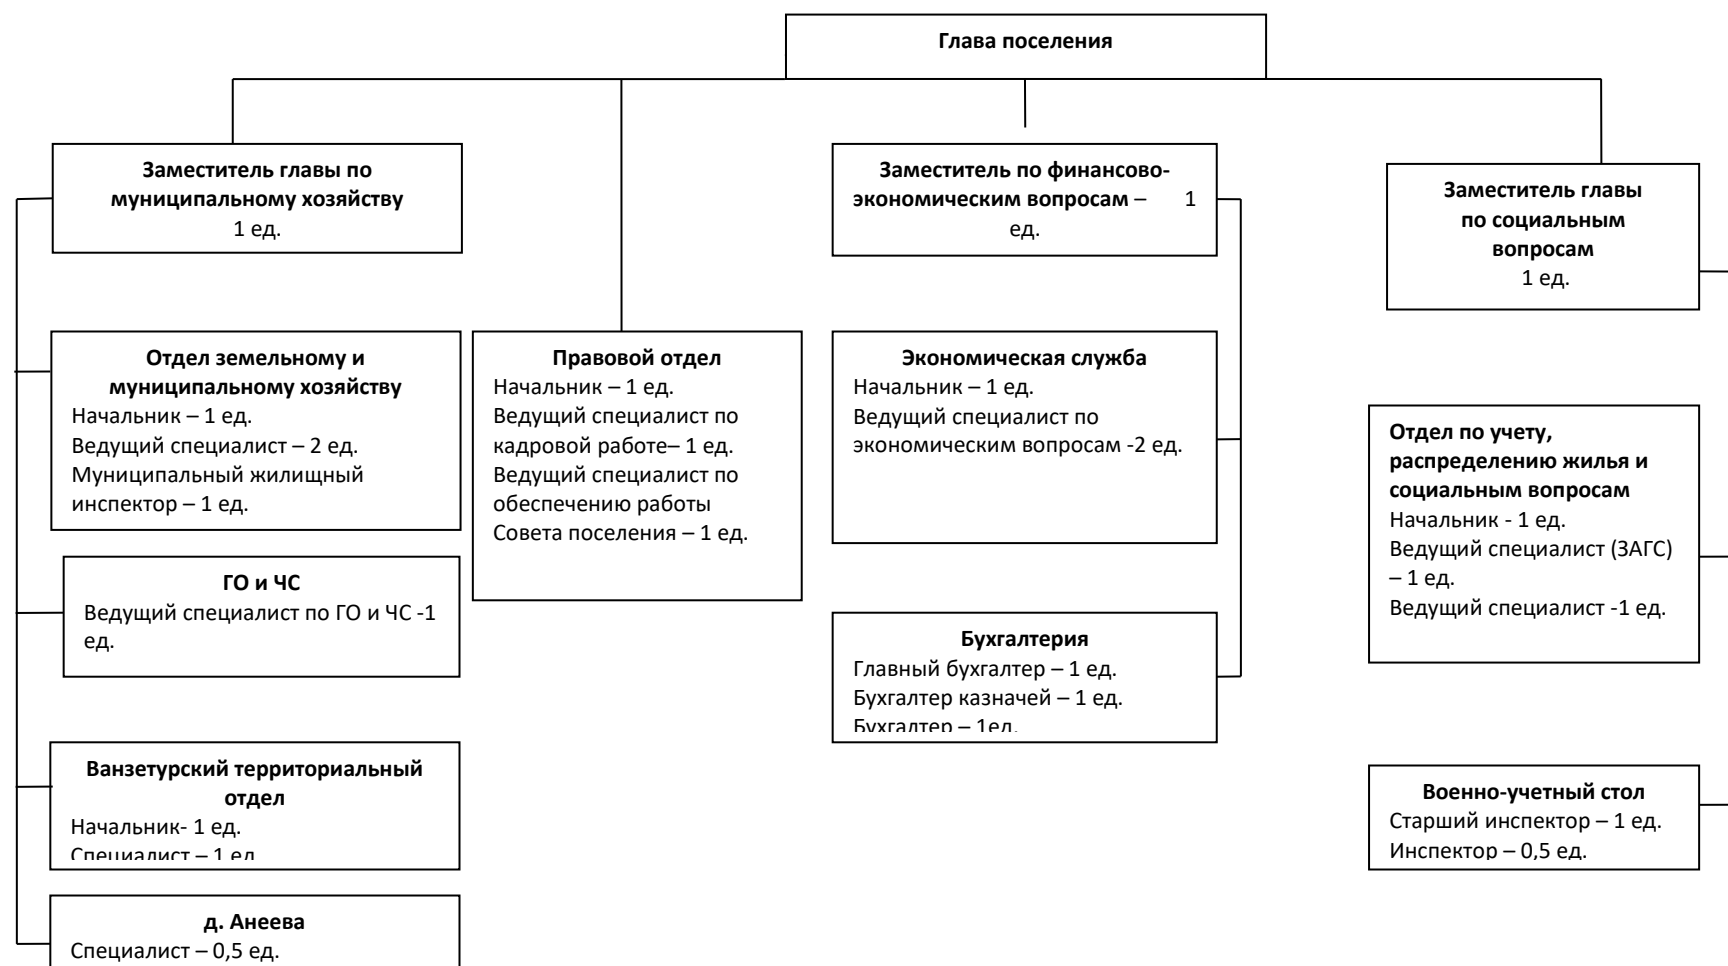 Глава поселения
Заместитель главы по
муниципальному хозяйству
1 ед.
Заместитель по финансово-
экономическим вопросам – 1
ед.
Заместитель главы
по социальным
вопросам
1 ед.
Отдел земельному и
муниципальному хозяйству
Начальник – 1 ед.
Ведущий специалист – 2 ед.
Муниципальный жилищный
инспектор – 1 ед.
Правовой отдел
Начальник – 1 ед.
Ведущий специалист по
кадровой работе– 1 ед.
Ведущий специалист по
обеспечению работы
Совета поселения – 1 ед.
Экономическая служба
Начальник – 1 ед.
Ведущий специалист по
экономическим вопросам -2 ед.
Отдел по учету,
распределению жилья и
социальным вопросам
Начальник - 1 ед.
Ведущий специалист (ЗАГС)
– 1 ед.
Ведущий специалист -1 ед.
ГО и ЧС
Ведущий специалист по ГО и ЧС -1
ед.
Бухгалтерия
Главный бухгалтер – 1 ед.
Бухгалтер казначей – 1 ед.
Бухгалтер – 1ед.
Ванзетурский территориальный
отдел
Начальник- 1 ед.
Специалист – 1 ед
Военно-учетный стол
Старший инспектор – 1 ед.
Инспектор – 0,5 ед.
д. Анеева
Специалист – 0,5 ед.